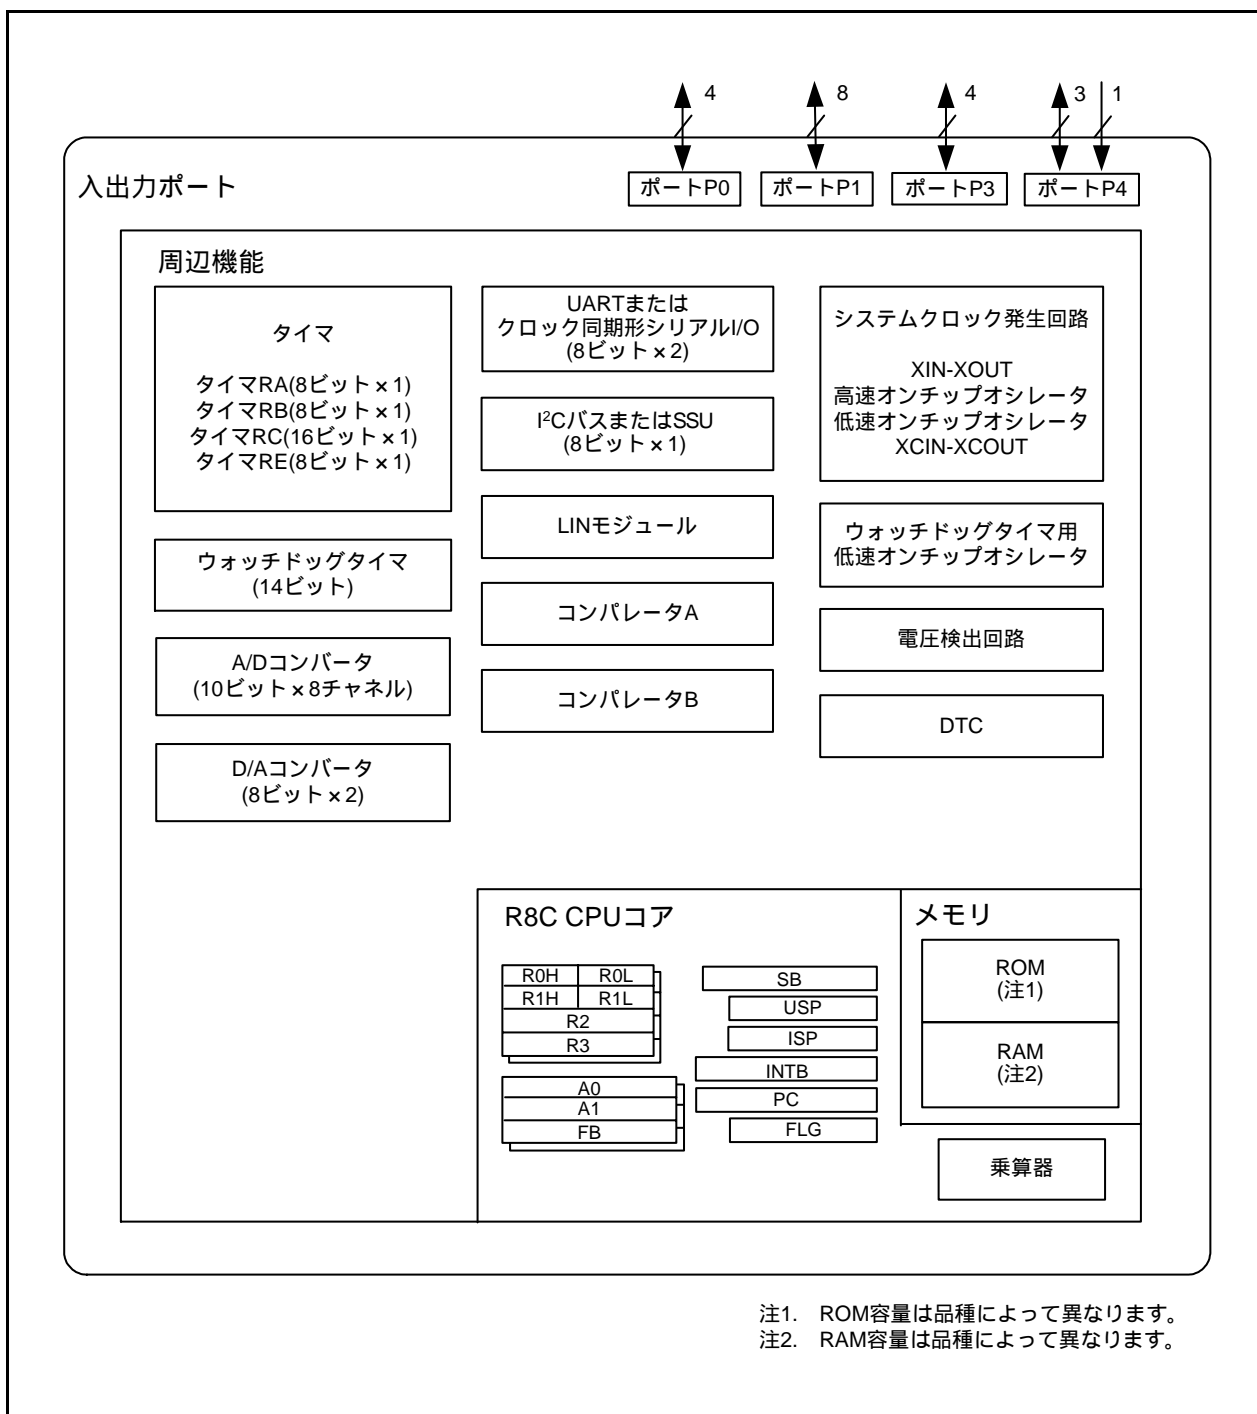 4 8 4 3 1
入出力ポート
ポートP0 ポートP1 ポートP3 ポートP4
周辺機能
タイマ
タイマRA(8ビット×1)
タイマRB(8ビット×1)
タイマRC(16ビット×1)
タイマRE(8ビット×1)
ウォッチドッグタイマ
(14ビット)
A/Dコンバータ
(10ビット×8チャネル)
D/Aコンバータ
(8ビット×2)
UARTまたは
クロック同期形シリアルI/O
(8ビット×2)
I²CバスまたはSSU
(8ビット×1)
LINモジュール
コンパレータA
コンパレータB
システムクロック発生回路
XIN-XOUT
高速オンチップオシレータ
低速オンチップオシレータ
XCIN-XCOUT
ウォッチドッグタイマ用
低速オンチップオシレータ
電圧検出回路
DTC
R8C CPUコア
R0H R0L
R1H R1L
R2
R3
A0
A1
FB
SB
USP
ISP
INTB
PC
FLG
メモリ
ROM
(注1)
RAM
(注2)
乗算器
注1. ROM容量は品種によって異なります。
注2. RAM容量は品種によって異なります。